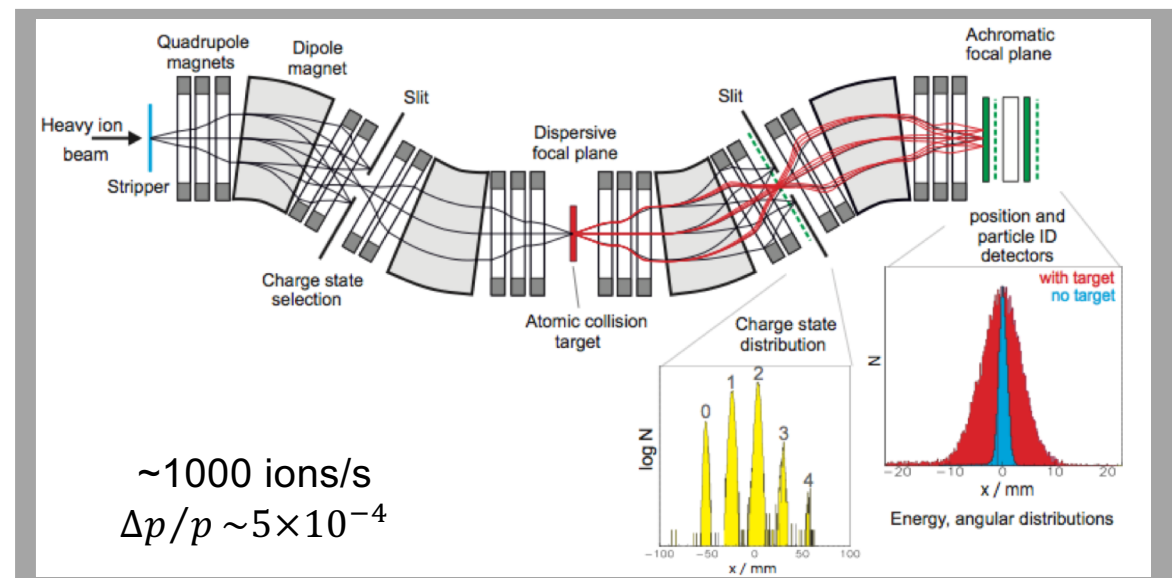 Quadrupole
magnets
Dipole
magnet
Slit
Heavy ion
beam
Stripper
Charge state
selection
Dispersive
focal plane
Atomic collision
target
Slit
Achromatic
focal plane
position and
particle ID
detectors
Charge state
distribution
log N
0
1
2
3
4
-100
-50
0
50
100
x / mm
with target
no target
N
-20
-10
0
10
20
x / mm
Energy, angular distributions
~1000 ions/s
Δp/p ~5×10⁻⁴